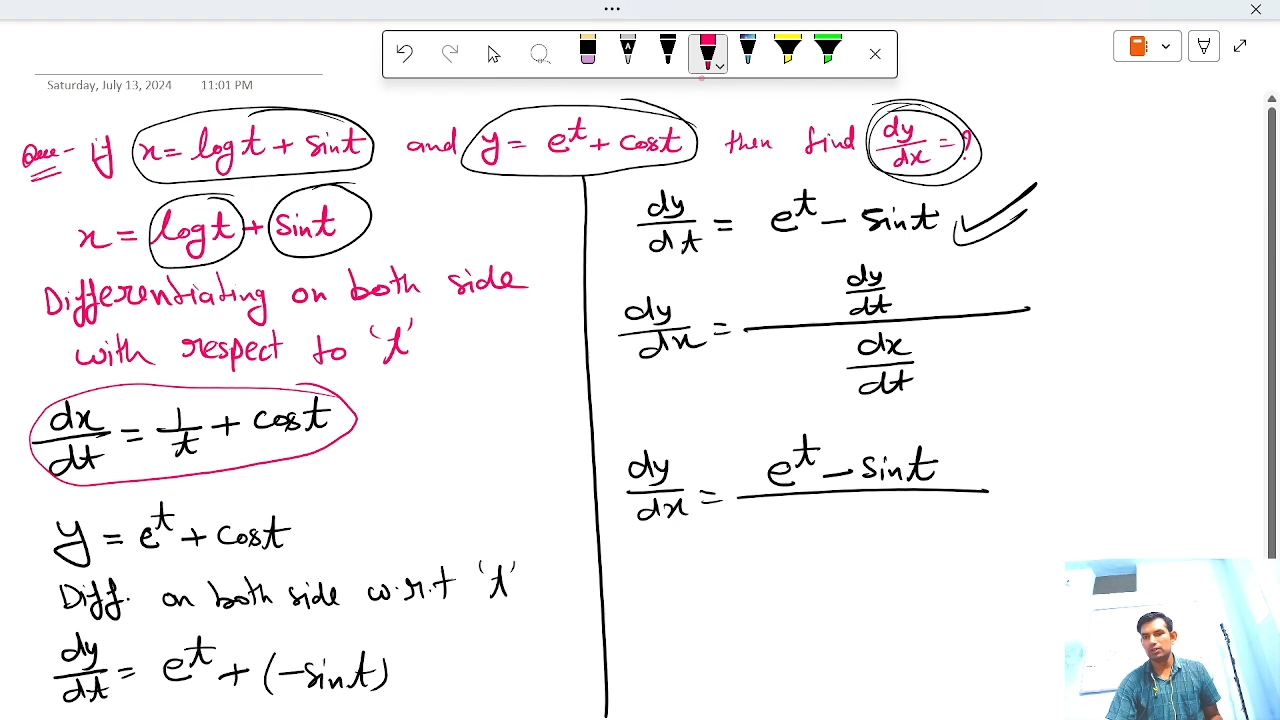 Saturday, July 13, 2024 11:01 PM
Que- if x = log t + sin t and y = e^t + cos t then find dy/dx = ?
x = log t + sin t
Differentiating on both side
with respect to 't'
dx/dt = 1/t + cos t
y = e^t + cos t
Diff. on both side w.r.t 't'
dy/dt = e^t + (- sin t)
dy/dt = e^t - sin t
dy/dx = dy/dt / dx/dt
dy/dx = e^t - sin t